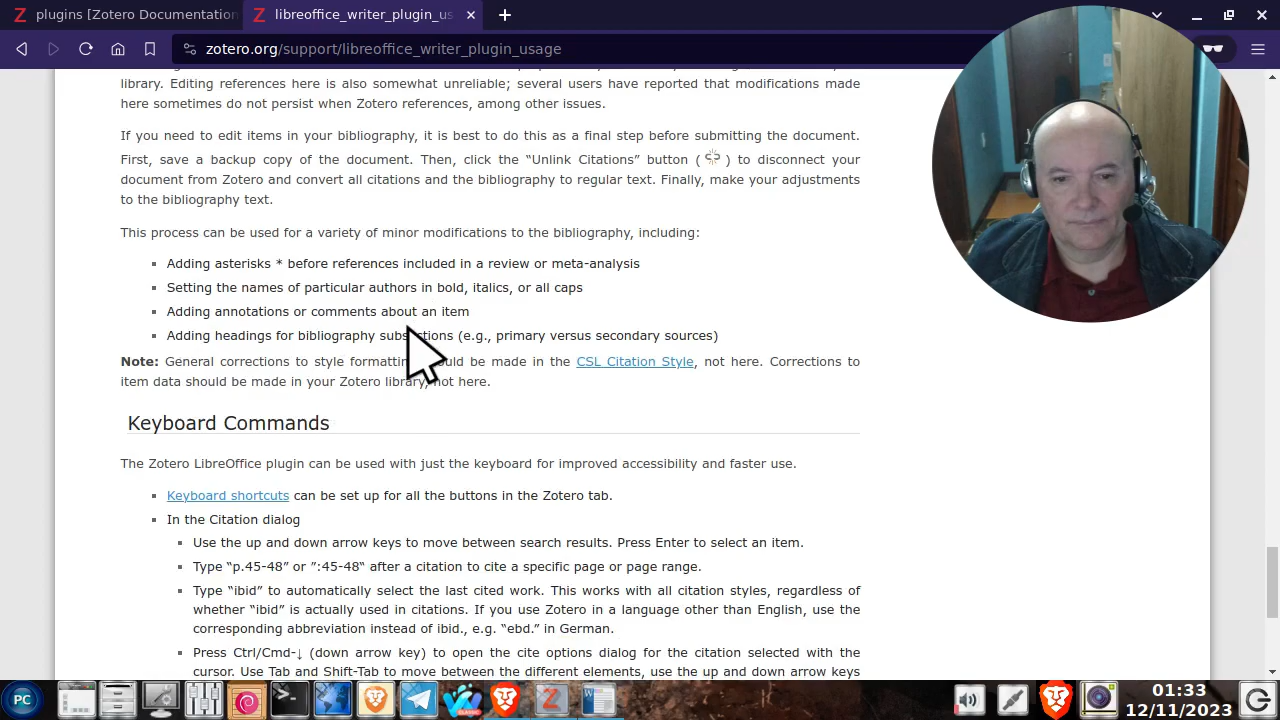 plugins [Zotero Documentation
libreoffice_writer_plugin_us
zotero.org/support/libreoffice_writer_plugin_usage
library. Editing references here is also somewhat unreliable; several users have reported that modifications made
here sometimes do not persist when Zotero references, among other issues.
If you need to edit items in your bibliography, it is best to do this as a final step before submitting the document.
First, save a backup copy of the document. Then, click the “Unlink Citations” button ( ) to disconnect your
document from Zotero and convert all citations and the bibliography to regular text. Finally, make your adjustments
to the bibliography text.
This process can be used for a variety of minor modifications to the bibliography, including:
Adding asterisks * before references included in a review or meta-analysis
Setting the names of particular authors in bold, italics, or all caps
Adding annotations or comments about an item
Adding headings for bibliography subsections (e.g., primary versus secondary sources)
Note: General corrections to style formatting should be made in the CSL Citation Style, not here. Corrections to
item data should be made in your Zotero library, not here.
Keyboard Commands
The Zotero LibreOffice plugin can be used with just the keyboard for improved accessibility and faster use.
Keyboard shortcuts can be set up for all the buttons in the Zotero tab.
In the Citation dialog
Use the up and down arrow keys to move between search results. Press Enter to select an item.
Type “p.45-48” or ”:45-48“ after a citation to cite a specific page or page range.
Type “ibid” to automatically select the last cited work. This works with all citation styles, regardless of
whether “ibid” is actually used in citations. If you use Zotero in a language other than English, use the
corresponding abbreviation instead of ibid., e.g. “ebd.” in German.
Press Ctrl/Cmd-↓ (down arrow key) to open the cite options dialog for the citation selected with the
cursor. Use Tab and Shift-Tab to move between the different elements, use the up and down arrow keys
PC
01:33
12/11/2023